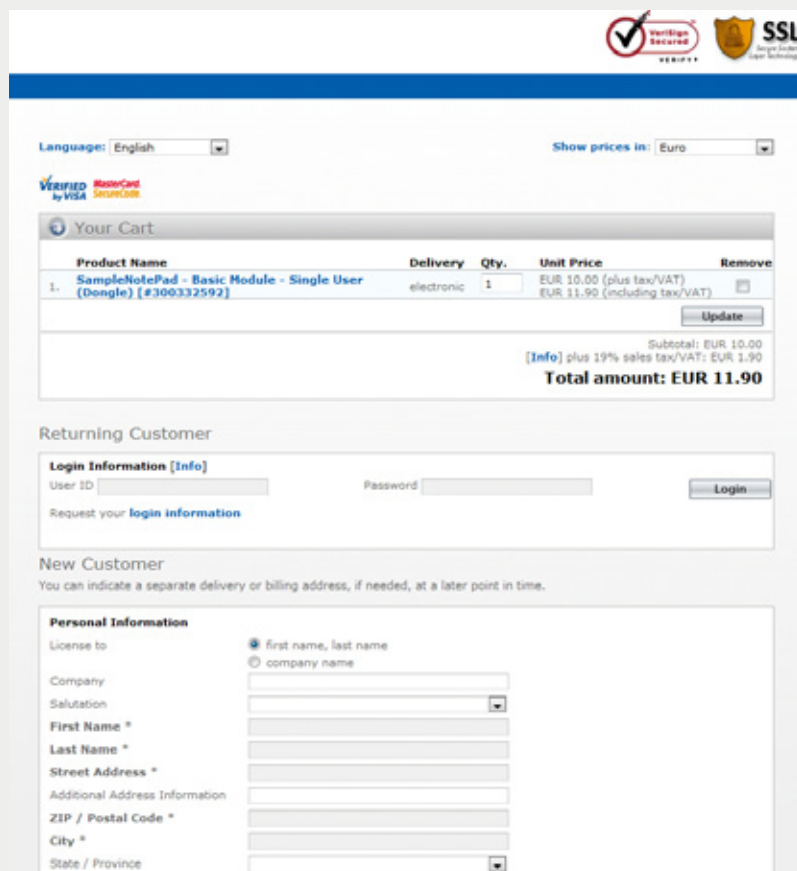 VeriSign
Secured
VERIFY
SSL
Secure Socket
Layer Technology
Language: English
Show prices in: Euro
VERIFIED by VISA
MasterCard SecureCode
Your Cart
Product Name Delivery Qty. Unit Price Remove
1. SampleNotePad - Basic Module - Single User (Dongle) [#300332592] electronic 1 EUR 10.00 (plus tax/VAT)
EUR 11.90 (including tax/VAT)
Update
Subtotal: EUR 10.00
[Info] plus 19% sales tax/VAT: EUR 1.90
Total amount: EUR 11.90
Returning Customer
Login Information [Info]
User ID Password Login
Request your login information
New Customer
You can indicate a separate delivery or billing address, if needed, at a later point in time.
Personal Information
License to first name, last name
company name
Company
Salutation
First Name *
Last Name *
Street Address *
Additional Address Information
ZIP / Postal Code *
City *
State / Province